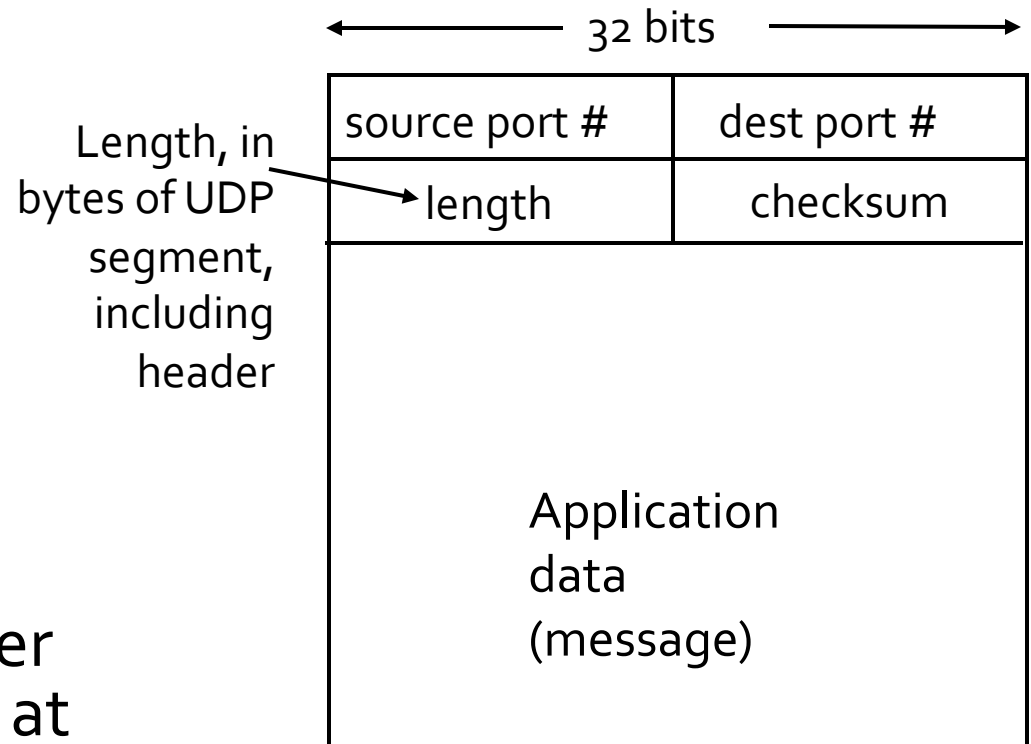 32 bits
source port # dest port #
Length, in
bytes of UDP
segment,
including
header
length checksum
Application
data
(message)
er
at